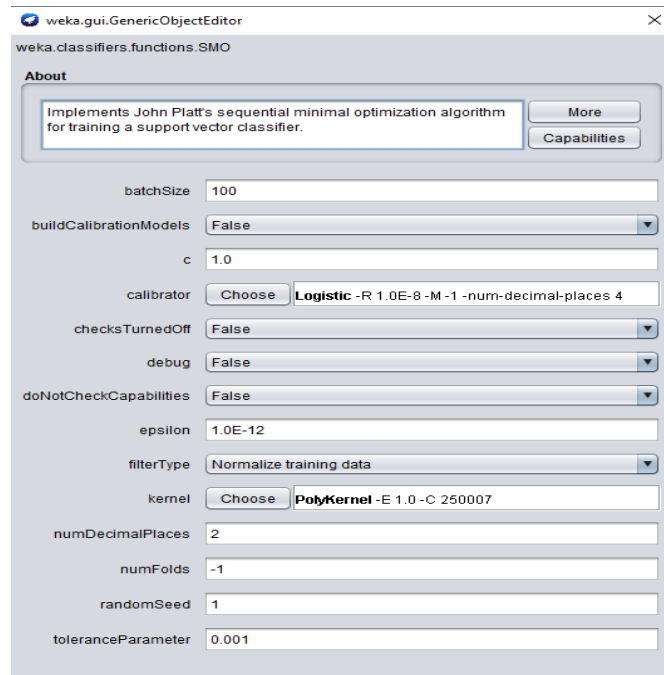 weka.gui.GenericObjectEditor
weka.classifiers.functions.SMO
About
Implements John Platt's sequential minimal optimization algorithm
for training a support vector classifier.
More
Capabilities
batchSize 100
buildCalibrationModels False
c 1.0
calibrator Choose Logistic -R 1.0E-8 -M -1 -num-decimal-places 4
checksTurnedOff False
debug False
doNotCheckCapabilities False
epsilon 1.0E-12
filterType Normalize training data
kernel Choose PolyKernel -E 1.0 -C 250007
numDecimalPlaces 2
numFolds -1
randomSeed 1
toleranceParameter 0.001